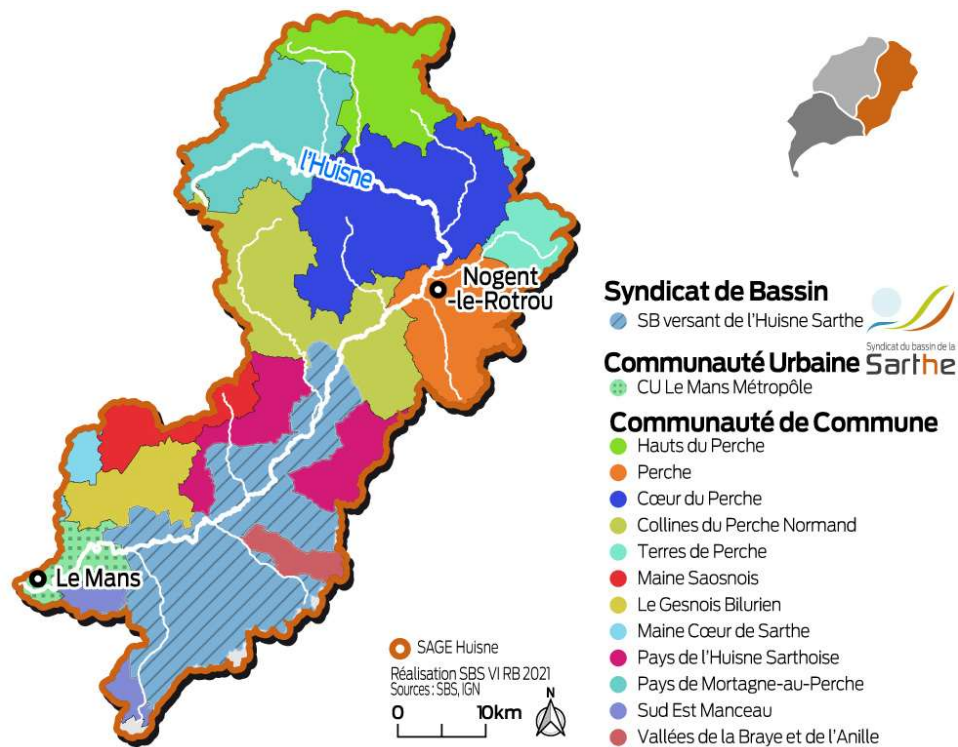 l'Huisne
Nogent
-le-Rotrou
Le Mans
Syndicat de Bassin
SB versant de l'Huisne Sarthe
Syndicat du bassin de la
Sarthe
Communauté Urbaine
CU Le Mans Métropôle
Communauté de Commune
Hauts du Perche
Perche
Cœur du Perche
Collines du Perche Normand
Terres de Perche
Maine Saosnois
Le Gesnois Bilurien
Maine Cœur de Sarthe
Pays de l'Huisne Sarthoise
Pays de Mortagne-au-Perche
Sud Est Manceau
Vallées de la Braye et de l'Anille
SAGE Huisne
Réalisation SBS VI RB 2021
Sources : SBS, IGN
0 10km
N